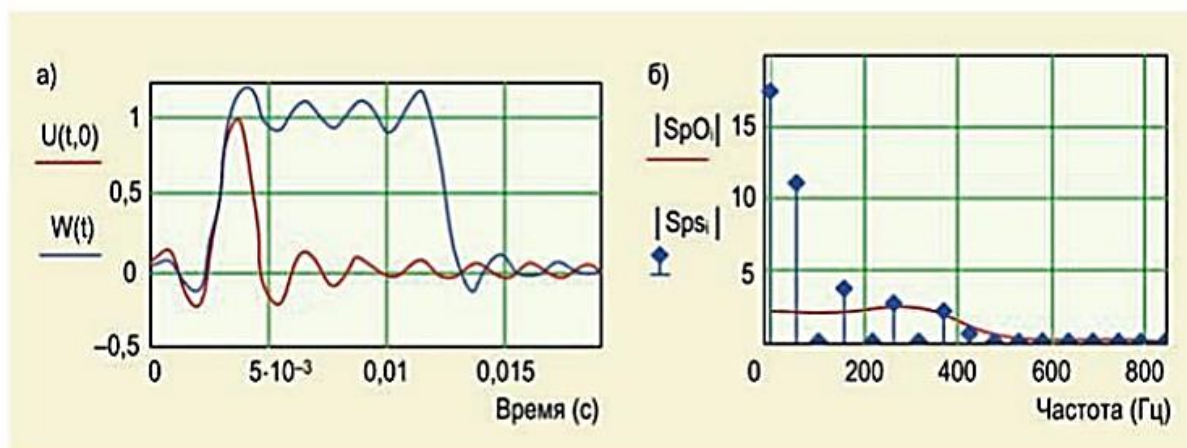 а)
U(t,0)
W(t)
1
0,5
0
–0,5
0
5·10⁻³
0,01
0,015
Время (с)
б)
|SpOᵢ|
|Spsᵢ|
15
10
5
0
200
400
600
800
Частота (Гц)